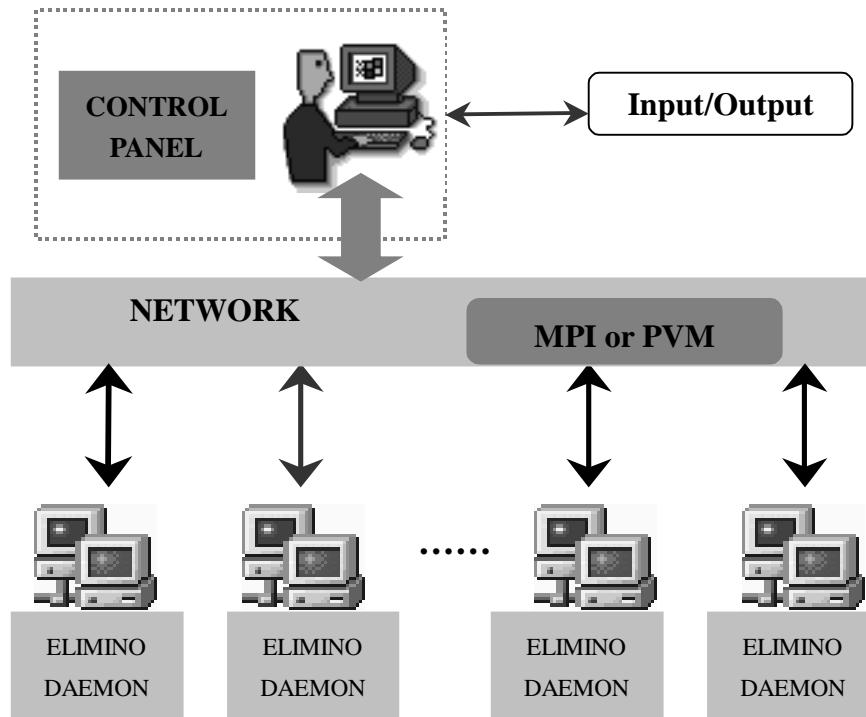 CONTROL
PANEL
Input/Output
NETWORK
MPI or PVM
......
ELIMINO
DAEMON
ELIMINO
DAEMON
ELIMINO
DAEMON
ELIMINO
DAEMON